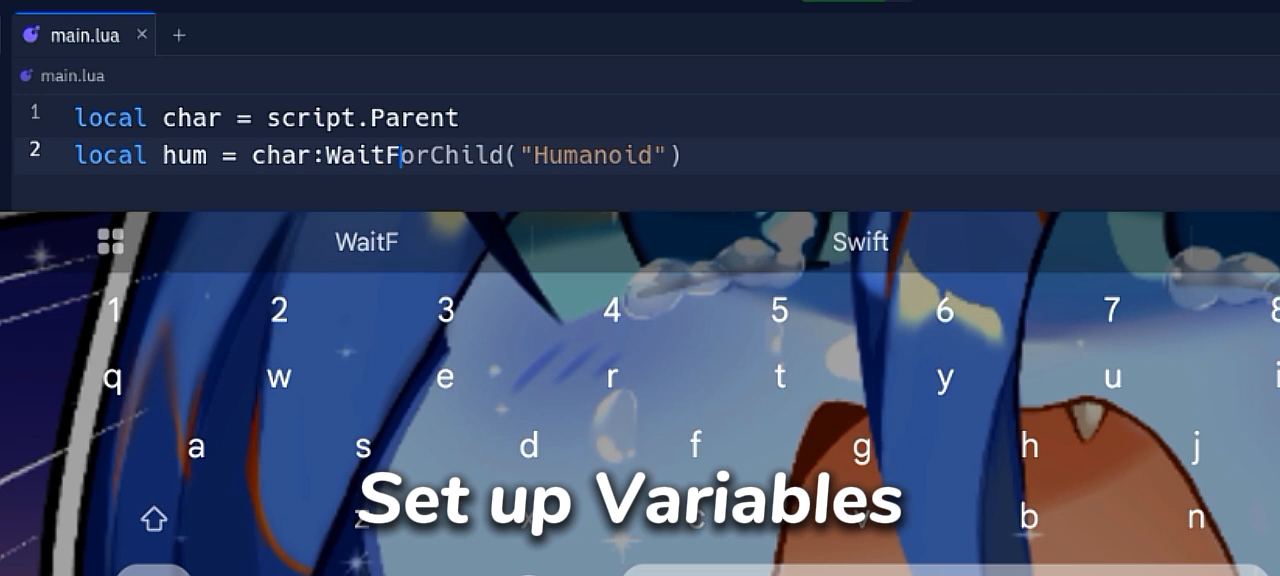 main.lua × +
main.lua
1 local char = script.Parent
2 local hum = char:WaitForChild("Humanoid")
WaitF Swift
1 2 3 4 5 6 7 8
q w e r t y u i
a s d f g h j
Set up Variables
z c v b n